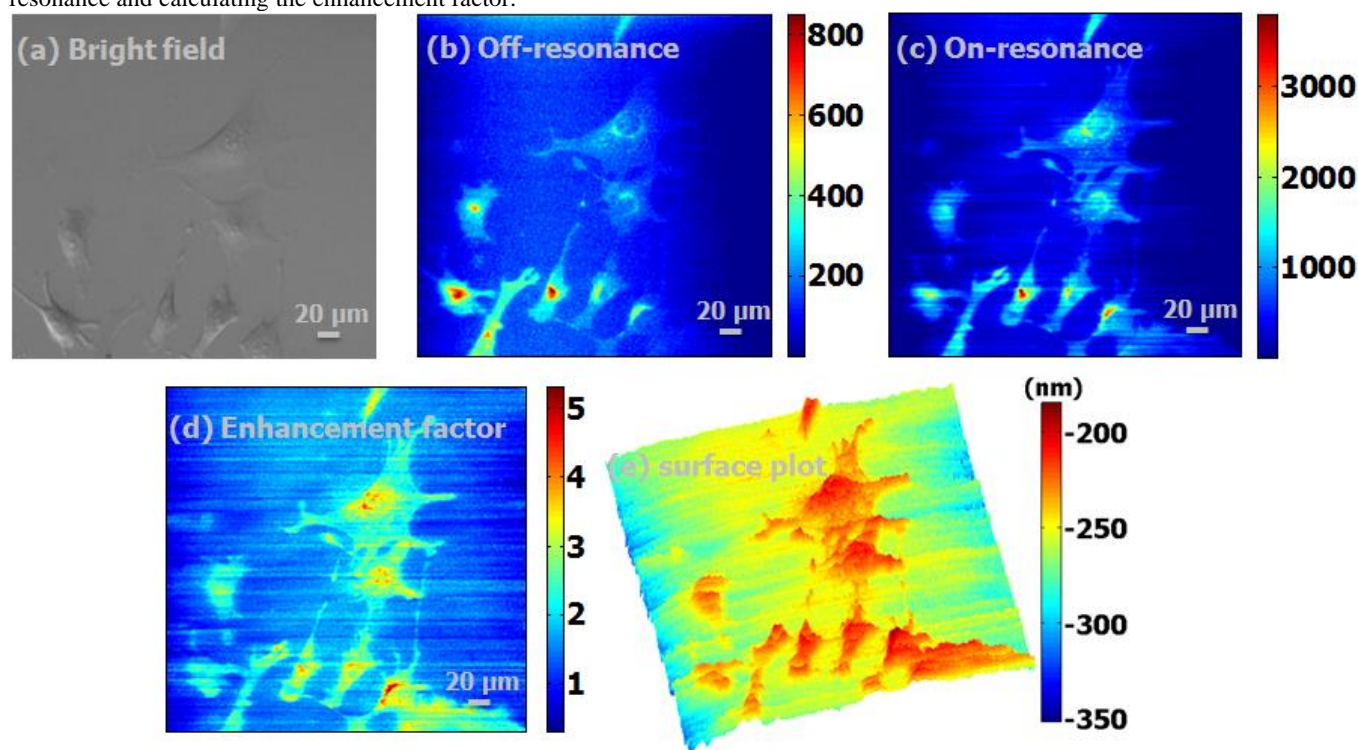 resonance and calculating the enhancement factor.
(a) Bright field
20 µm
(b) Off-resonance
20 µm
800
600
400
200
(c) On-resonance
20 µm
3000
2000
1000
(d) Enhancement factor
20 µm
5
4
3
2
1
(e) surface plot
(nm)
-200
-250
-300
-350